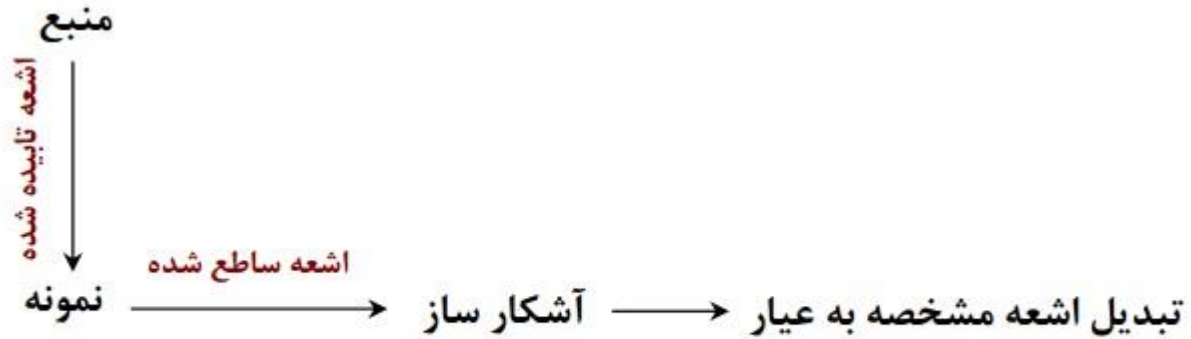 منبع
اشعه تابیده شده
اشعه ساطع شده
نمونه
آشکار ساز
تبدیل اشعه مشخصه به عیار